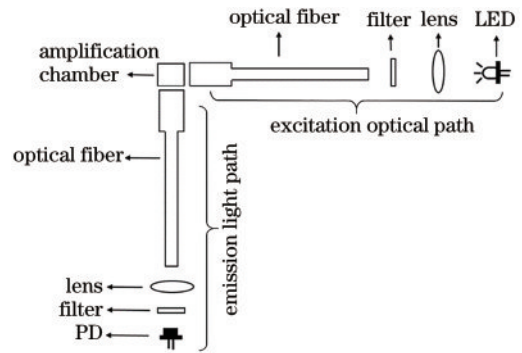 optical fiber
filter
lens
LED
amplification
chamber
excitation optical path
optical fiber
emission light path
lens
filter
PD